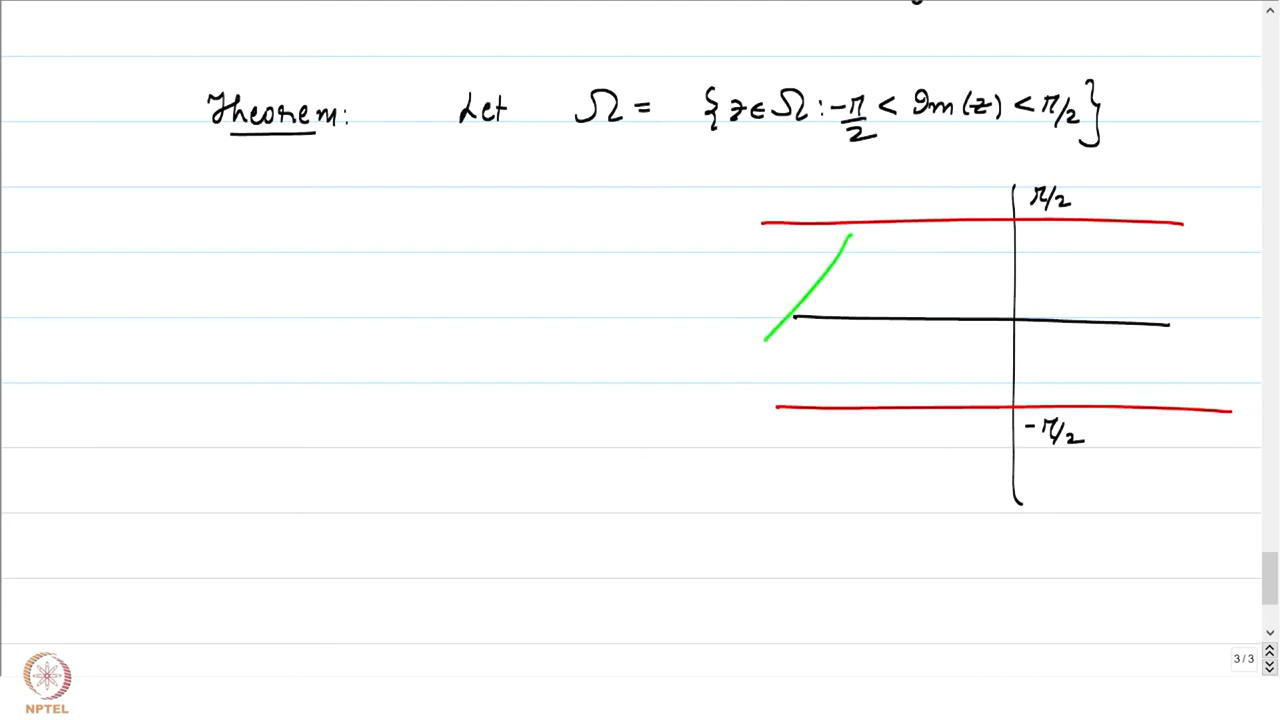 Theorem: Let Ω = {z ∈ Ω : -π/2 < Im(z) < π/2}
π/2
-π/2
3 / 3
NPTEL